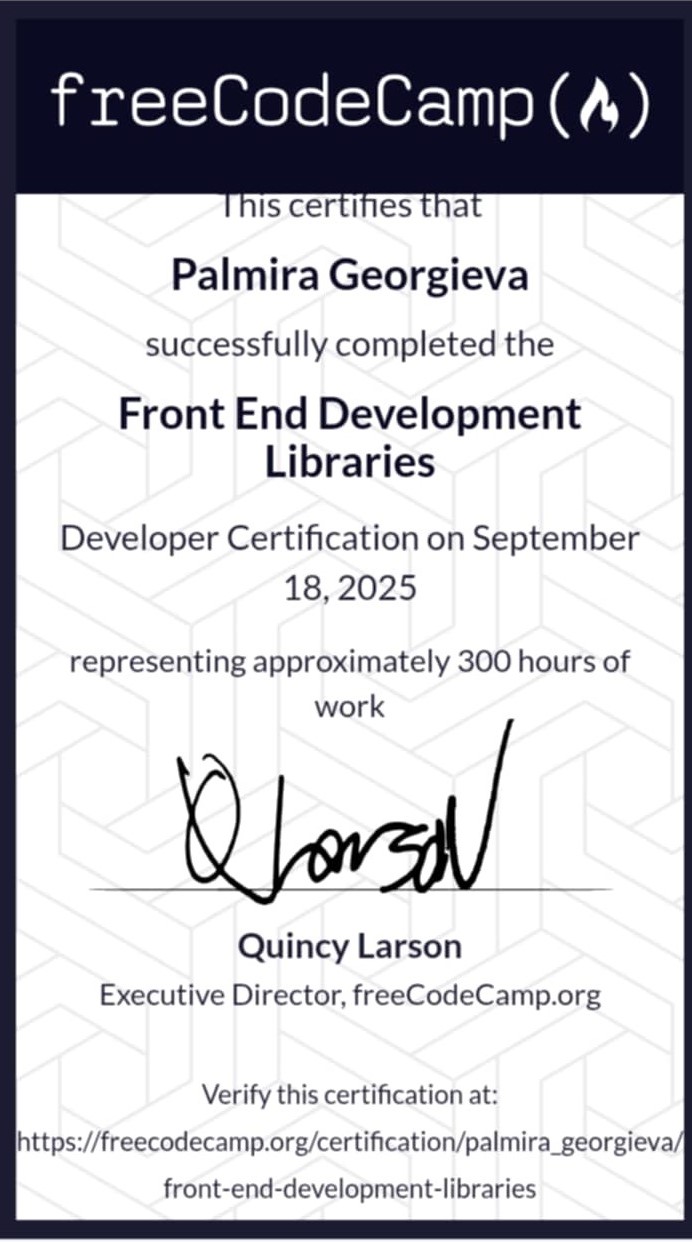 freeCodeCamp
This certifies that
Palmira Georgieva
successfully completed the
Front End Development
Libraries
Developer Certification on September
18, 2025
representing approximately 300 hours of
work
QLarson
Quincy Larson
Executive Director, freeCodeCamp.org
Verify this certification at:
https://freecodecamp.org/certification/palmira_georgieva/
front-end-development-libraries